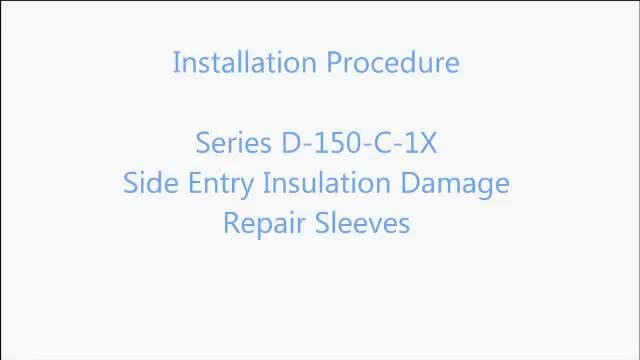 Installation Procedure
Series D-150-C-1X
Side Entry Insulation Damage
Repair Sleeves